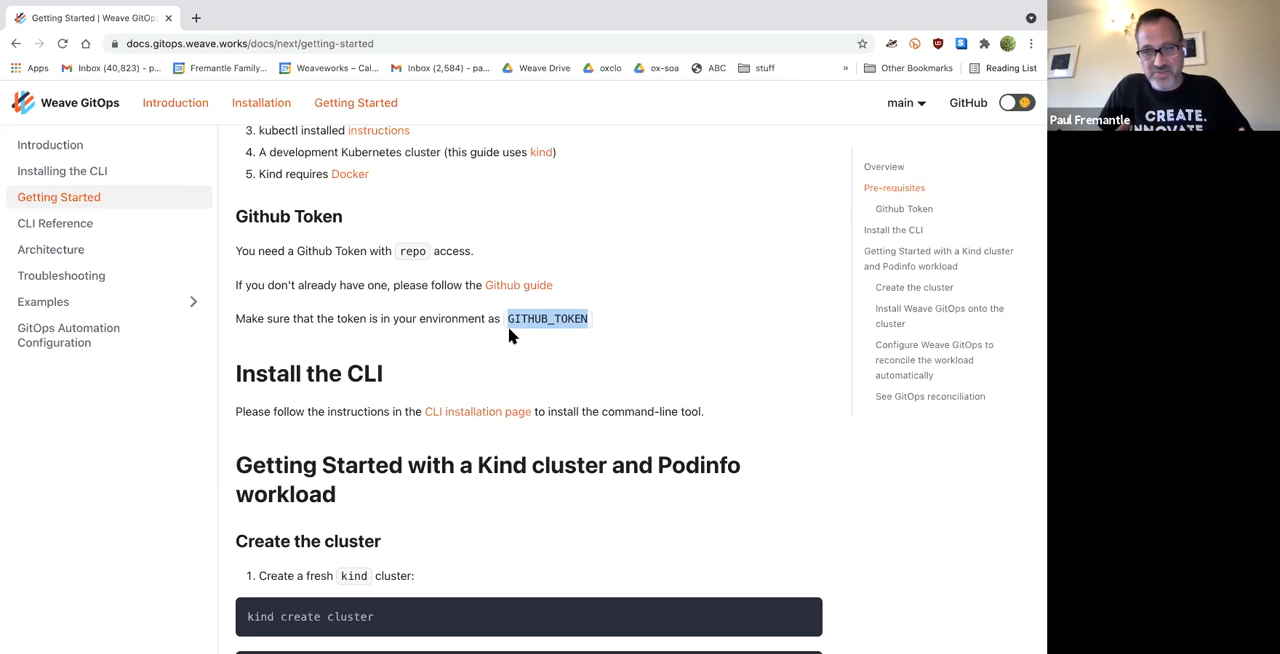 Getting Started | Weave GitOp
docs.gitops.weave.works/docs/next/getting-started
Apps
Inbox (40,823) - p...
Fremantle Family...
Weaveworks – Cal...
Inbox (2,584) - pa...
Weave Drive
oxclo
ox-soa
ABC
stuff
»
Other Bookmarks
Reading List
Weave GitOps
Introduction
Installation
Getting Started
main
GitHub
Introduction
Installing the CLI
Getting Started
CLI Reference
Architecture
Troubleshooting
Examples
GitOps Automation
Configuration
3. kubectl installed instructions
4. A development Kubernetes cluster (this guide uses kind)
5. Kind requires Docker
Github Token
You need a Github Token with repo access.
If you don't already have one, please follow the Github guide
Make sure that the token is in your environment as GITHUB_TOKEN
Install the CLI
Please follow the instructions in the CLI installation page to install the command-line tool.
Getting Started with a Kind cluster and Podinfo
workload
Create the cluster
1. Create a fresh kind cluster:
kind create cluster
Overview
Pre-requisites
Github Token
Install the CLI
Getting Started with a Kind cluster
and Podinfo workload
Create the cluster
Install Weave GitOps onto the
cluster
Configure Weave GitOps to
reconcile the workload
automatically
See GitOps reconciliation
CREATE.
INNOVATE.
Paul Fremantle